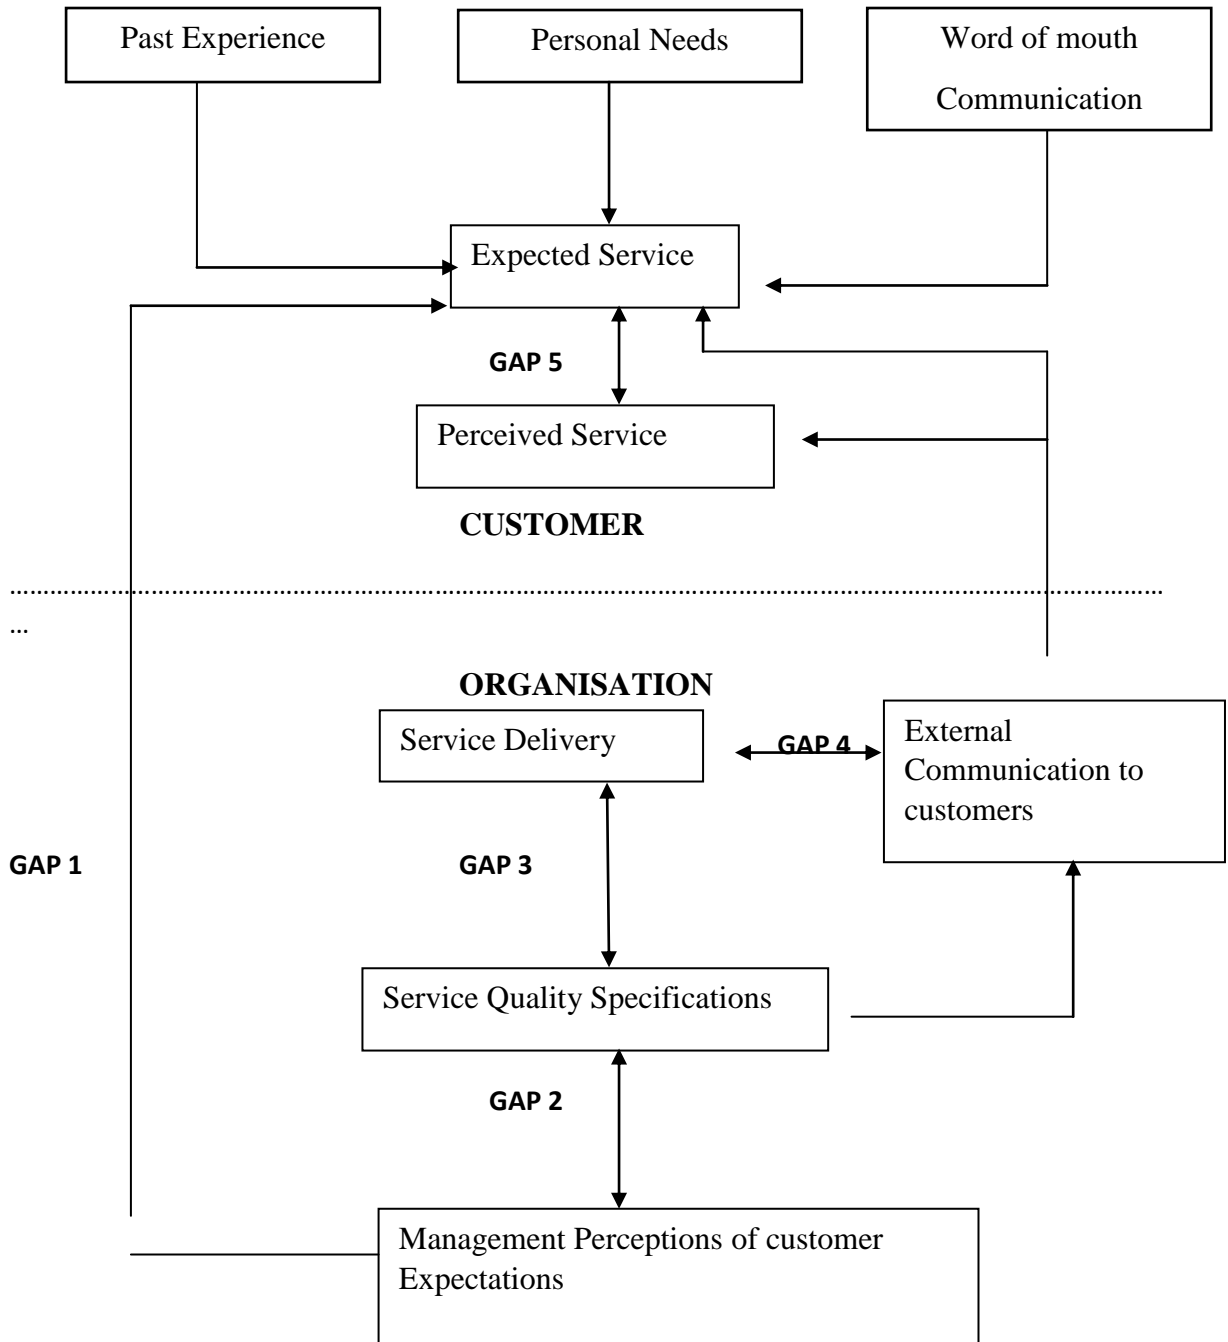 Past Experience
Personal Needs
Word of mouth
Communication
Expected Service
GAP 5
Perceived Service
CUSTOMER
……………………………………………………………………………………………………………………………
…
ORGANISATION
Service Delivery
GAP 4
External
Communication to
customers
GAP 1
GAP 3
Service Quality Specifications
GAP 2
Management Perceptions of customer
Expectations